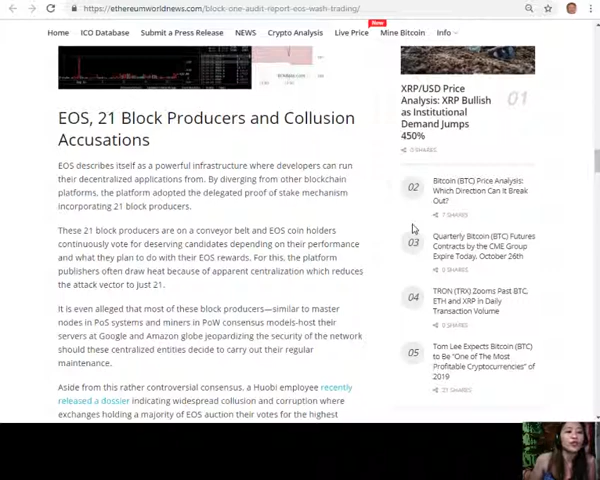 https://ethereumworldnews.com/block-one-audit-report-eos-wash-trading/
New
Home ICO Database Submit a Press Release NEWS Crypto Analysis Live Price Mine Bitcoin Info
EOS, 21 Block Producers and Collusion
Accusations
EOS describes itself as a powerful infrastructure where developers can run
their decentralized applications from. By diverging from other blockchain
platforms, the platform adopted the delegated proof of stake mechanism
incorporating 21 block producers.
These 21 block producers are on a conveyor belt and EOS coin holders
continuously vote for deserving candidates depending on their performance
and what they plan to do with their EOS rewards. For this, the platform
publishers often draw heat because of apparent centralization which reduces
the attack vector to just 21.
It is even alleged that most of these block producers—similar to master
nodes in PoS systems and miners in PoW consensus models-host their
servers at Google and Amazon globe jeopardizing the security of the network
should these centralized entities decide to carry out their regular
maintenance.
Aside from this rather controversial consensus, a Huobi employee recently
released a dossier indicating widespread collusion and corruption where
exchanges holding a majority of EOS auction their votes for the highest
XRP/USD Price
Analysis: XRP Bullish
as Institutional
Demand Jumps
450%
01
0 SHARES
02
Bitcoin (BTC) Price Analysis:
Which Direction Can It Break
Out?
7 SHARES
03
Quarterly Bitcoin (BTC) Futures
Contracts by the CME Group
Expire Today, October 26th
0 SHARES
04
TRON (TRX) Zooms Past BTC,
ETH and XRP in Daily
Transaction Volume
0 SHARES
05
Tom Lee Expects Bitcoin (BTC)
to Be "One of The Most
Profitable Cryptocurrencies" of
2019
21 SHARES